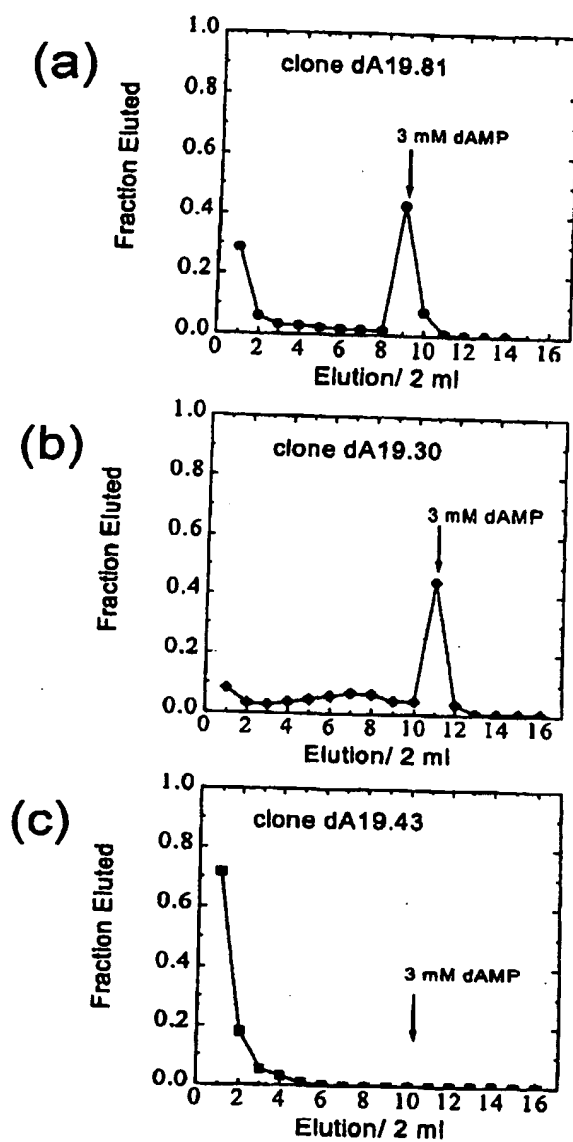 (a)
clone dA19.81
3 mM dAMP
Fraction Eluted
1.0
0.8
0.6
0.4
0.2
0.0
0 2 4 6 8 10 12 14 16
Elution/ 2 ml
(b)
clone dA19.30
3 mM dAMP
Fraction Eluted
1.0
0.8
0.6
0.4
0.2
0.0
0 2 4 6 8 10 12 14 16
Elution/ 2 ml
(c)
clone dA19.43
3 mM dAMP
Fraction Eluted
1.0
0.8
0.6
0.4
0.2
0.0
0 2 4 6 8 10 12 14 16
Elution/ 2 ml